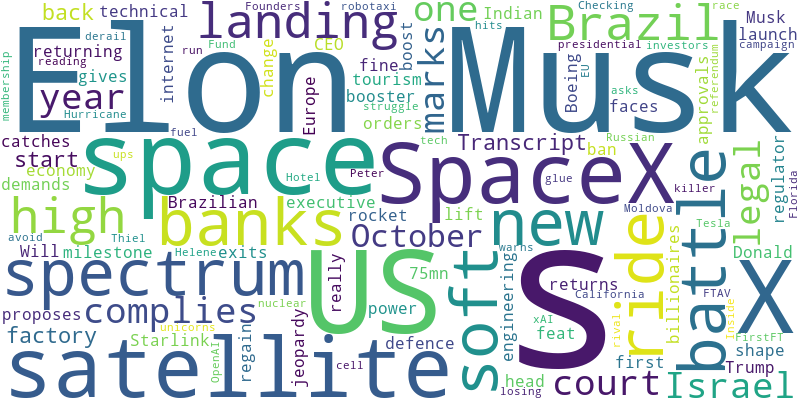 back technical Founders robotaxi Indian Checking race
Elon Musk
landing one Brazil
derail run Fund CEO boost hits Musk launch
membership returning reading gives internet change fine tourism marks presidential investors campaign
year Hurricane booster Europe struggle Boeing EU asks faces referendum approvals
catches fuel orders tech Russian
start ups space Transcript ban legal regulator Florida
economy demands Hotel Peter SpaceX glue killer
high Brazilian executive banks rocket lift new Moldova Tesla battle
Will avoid Thiel Helene exits October warns ride billionaires Donald
milestone spectrum US really 75mn soft engineering S returns California FTAV X
proposes complies nuclear power xAI feat Inside
factory Starlink unicorns regain jeopardy defence first rival FirstFT shape
satellite OpenAI cell head losing court Trump Israel